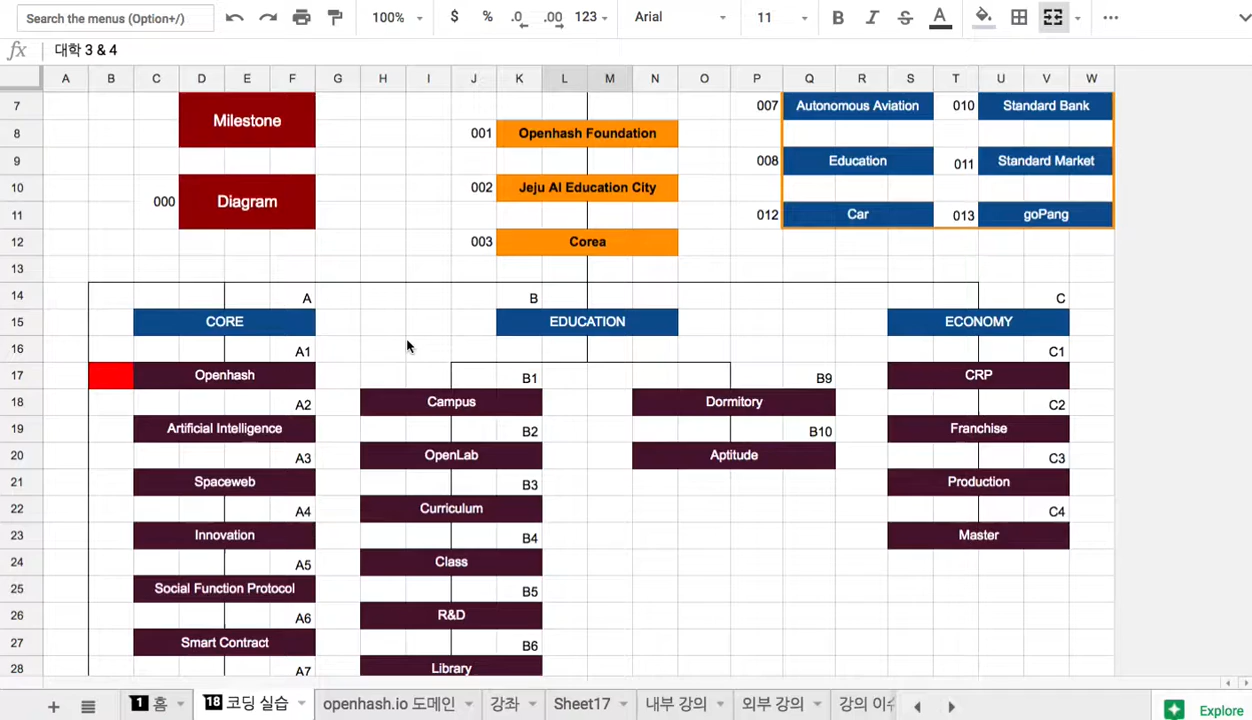 Search the menus (Option+/)
100%
$ % .0 .00 123
Arial
11
B I S A
fx 대학 3 & 4
A B C D E F G H I J K L M N O P Q R S T U V W
7 Milestone 007 Autonomous Aviation 010 Standard Bank
8 001 Openhash Foundation
9 008 Education 011 Standard Market
10 000 Diagram 002 Jeju AI Education City
11 012 Car 013 goPang
12 003 Corea
13
14 A B C
15 CORE EDUCATION ECONOMY
16 A1 C1
17 Openhash B1 B9 CRP
18 A2 Campus Dormitory C2
19 Artificial Intelligence B2 B10 Franchise
20 A3 OpenLab Aptitude C3
21 Spaceweb B3 Production
22 A4 Curriculum C4
23 Innovation B4 Master
24 A5 Class
25 Social Function Protocol B5
26 A6 R&D
27 Smart Contract B6
28 A7 Library
1 홈 18 코딩 실습 openhash.io 도메인 강좌 Sheet17 내부 강의 외부 강의 강의 이
Explore